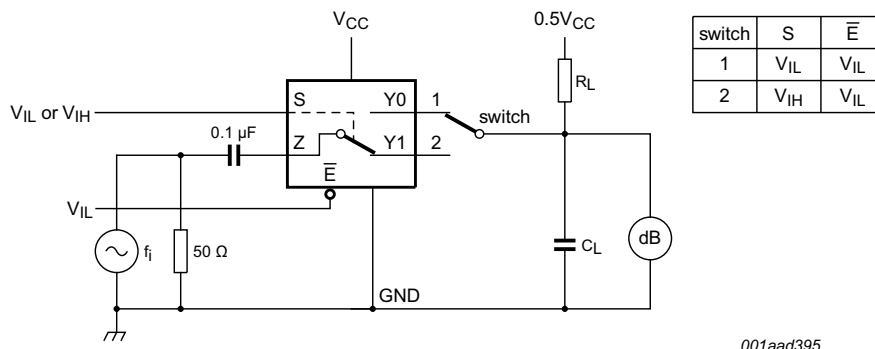 V_CC
0.5V_CC
switch S E̅
1 V_IL V_IL
2 V_IH V_IL
R_L
V_IL or V_IH
S Y0 1
switch
0.1 µF
Z Y1 2
E̅
V_IL
f_i
50 Ω
C_L
dB
GND
001aad395